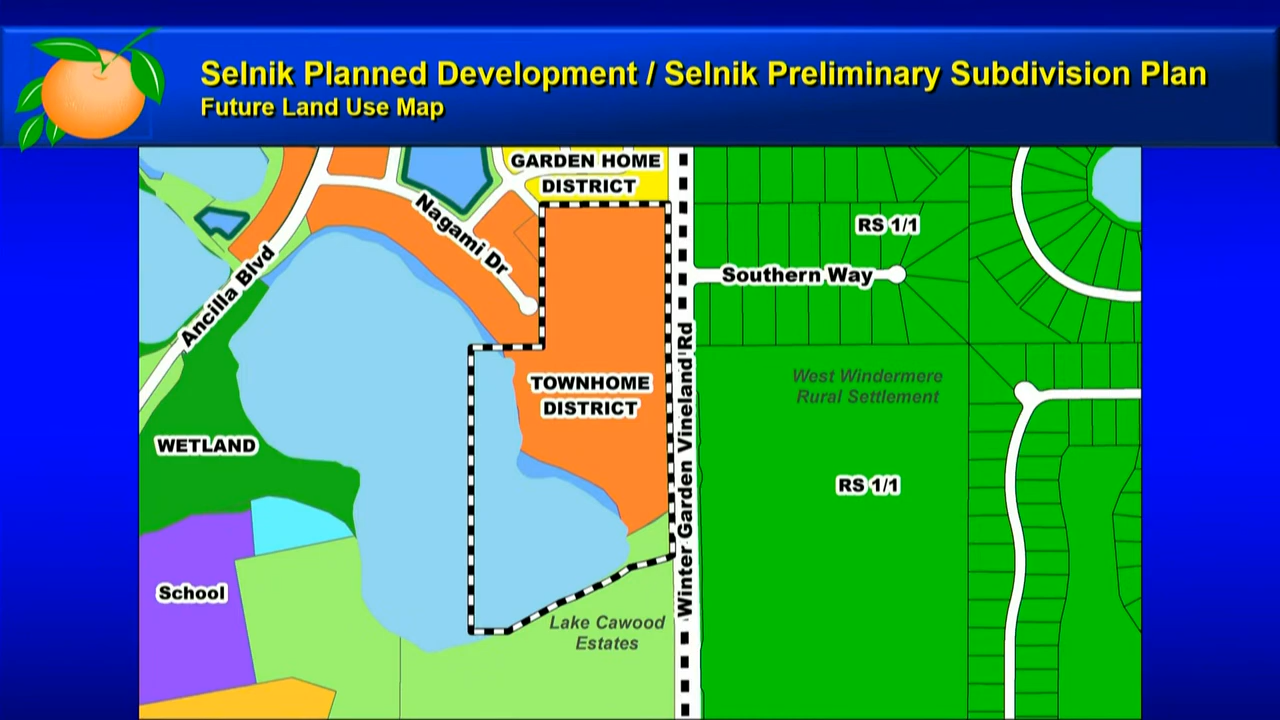 Selnik Planned Development / Selnik Preliminary Subdivision Plan
Future Land Use Map
GARDEN HOME
DISTRICT
Nagami Dr
Ancilla Blvd
RS 1/1
Southern Way
TOWNHOME
DISTRICT
West Windermere
Rural Settlement
WETLAND
Winter Garden Vineland Rd
RS 1/1
School
Lake Cawood
Estates